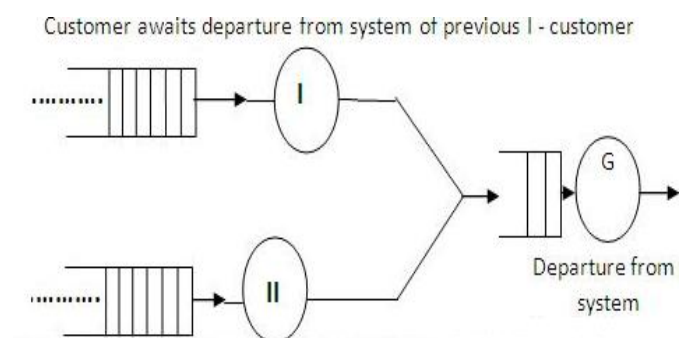 Customer awaits departure from system of previous I - customer
I
G
Departure from
system
II